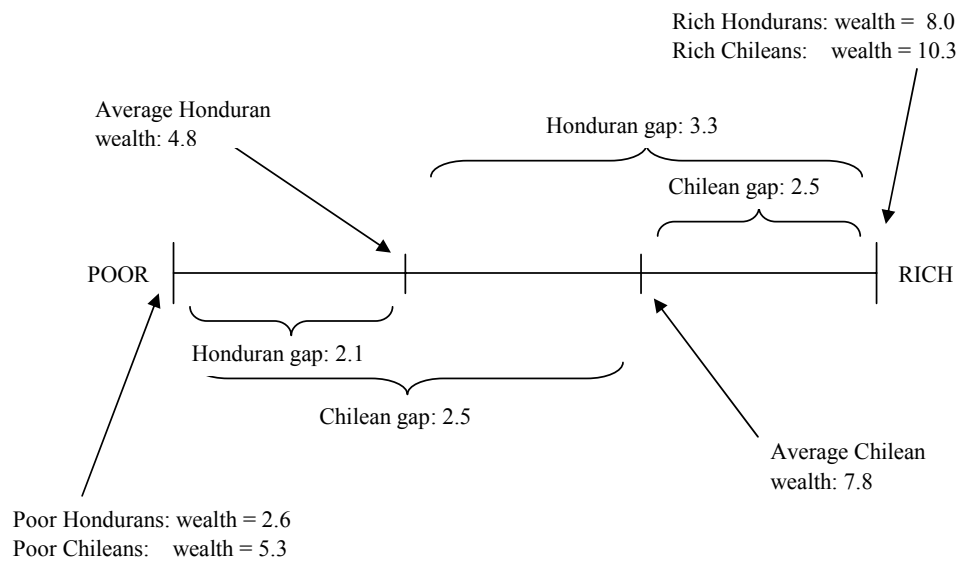 Rich Hondurans: wealth = 8.0
Rich Chileans: wealth = 10.3
Average Honduran
wealth: 4.8
Honduran gap: 3.3
Chilean gap: 2.5
POOR
RICH
Honduran gap: 2.1
Chilean gap: 2.5
Average Chilean
wealth: 7.8
Poor Hondurans: wealth = 2.6
Poor Chileans: wealth = 5.3